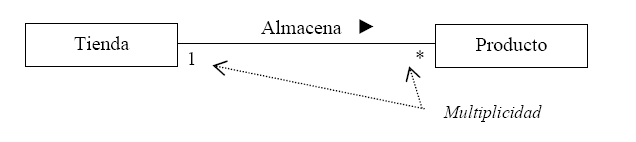 Almacena ►
Tienda
Producto
1
*
Multiplicidad